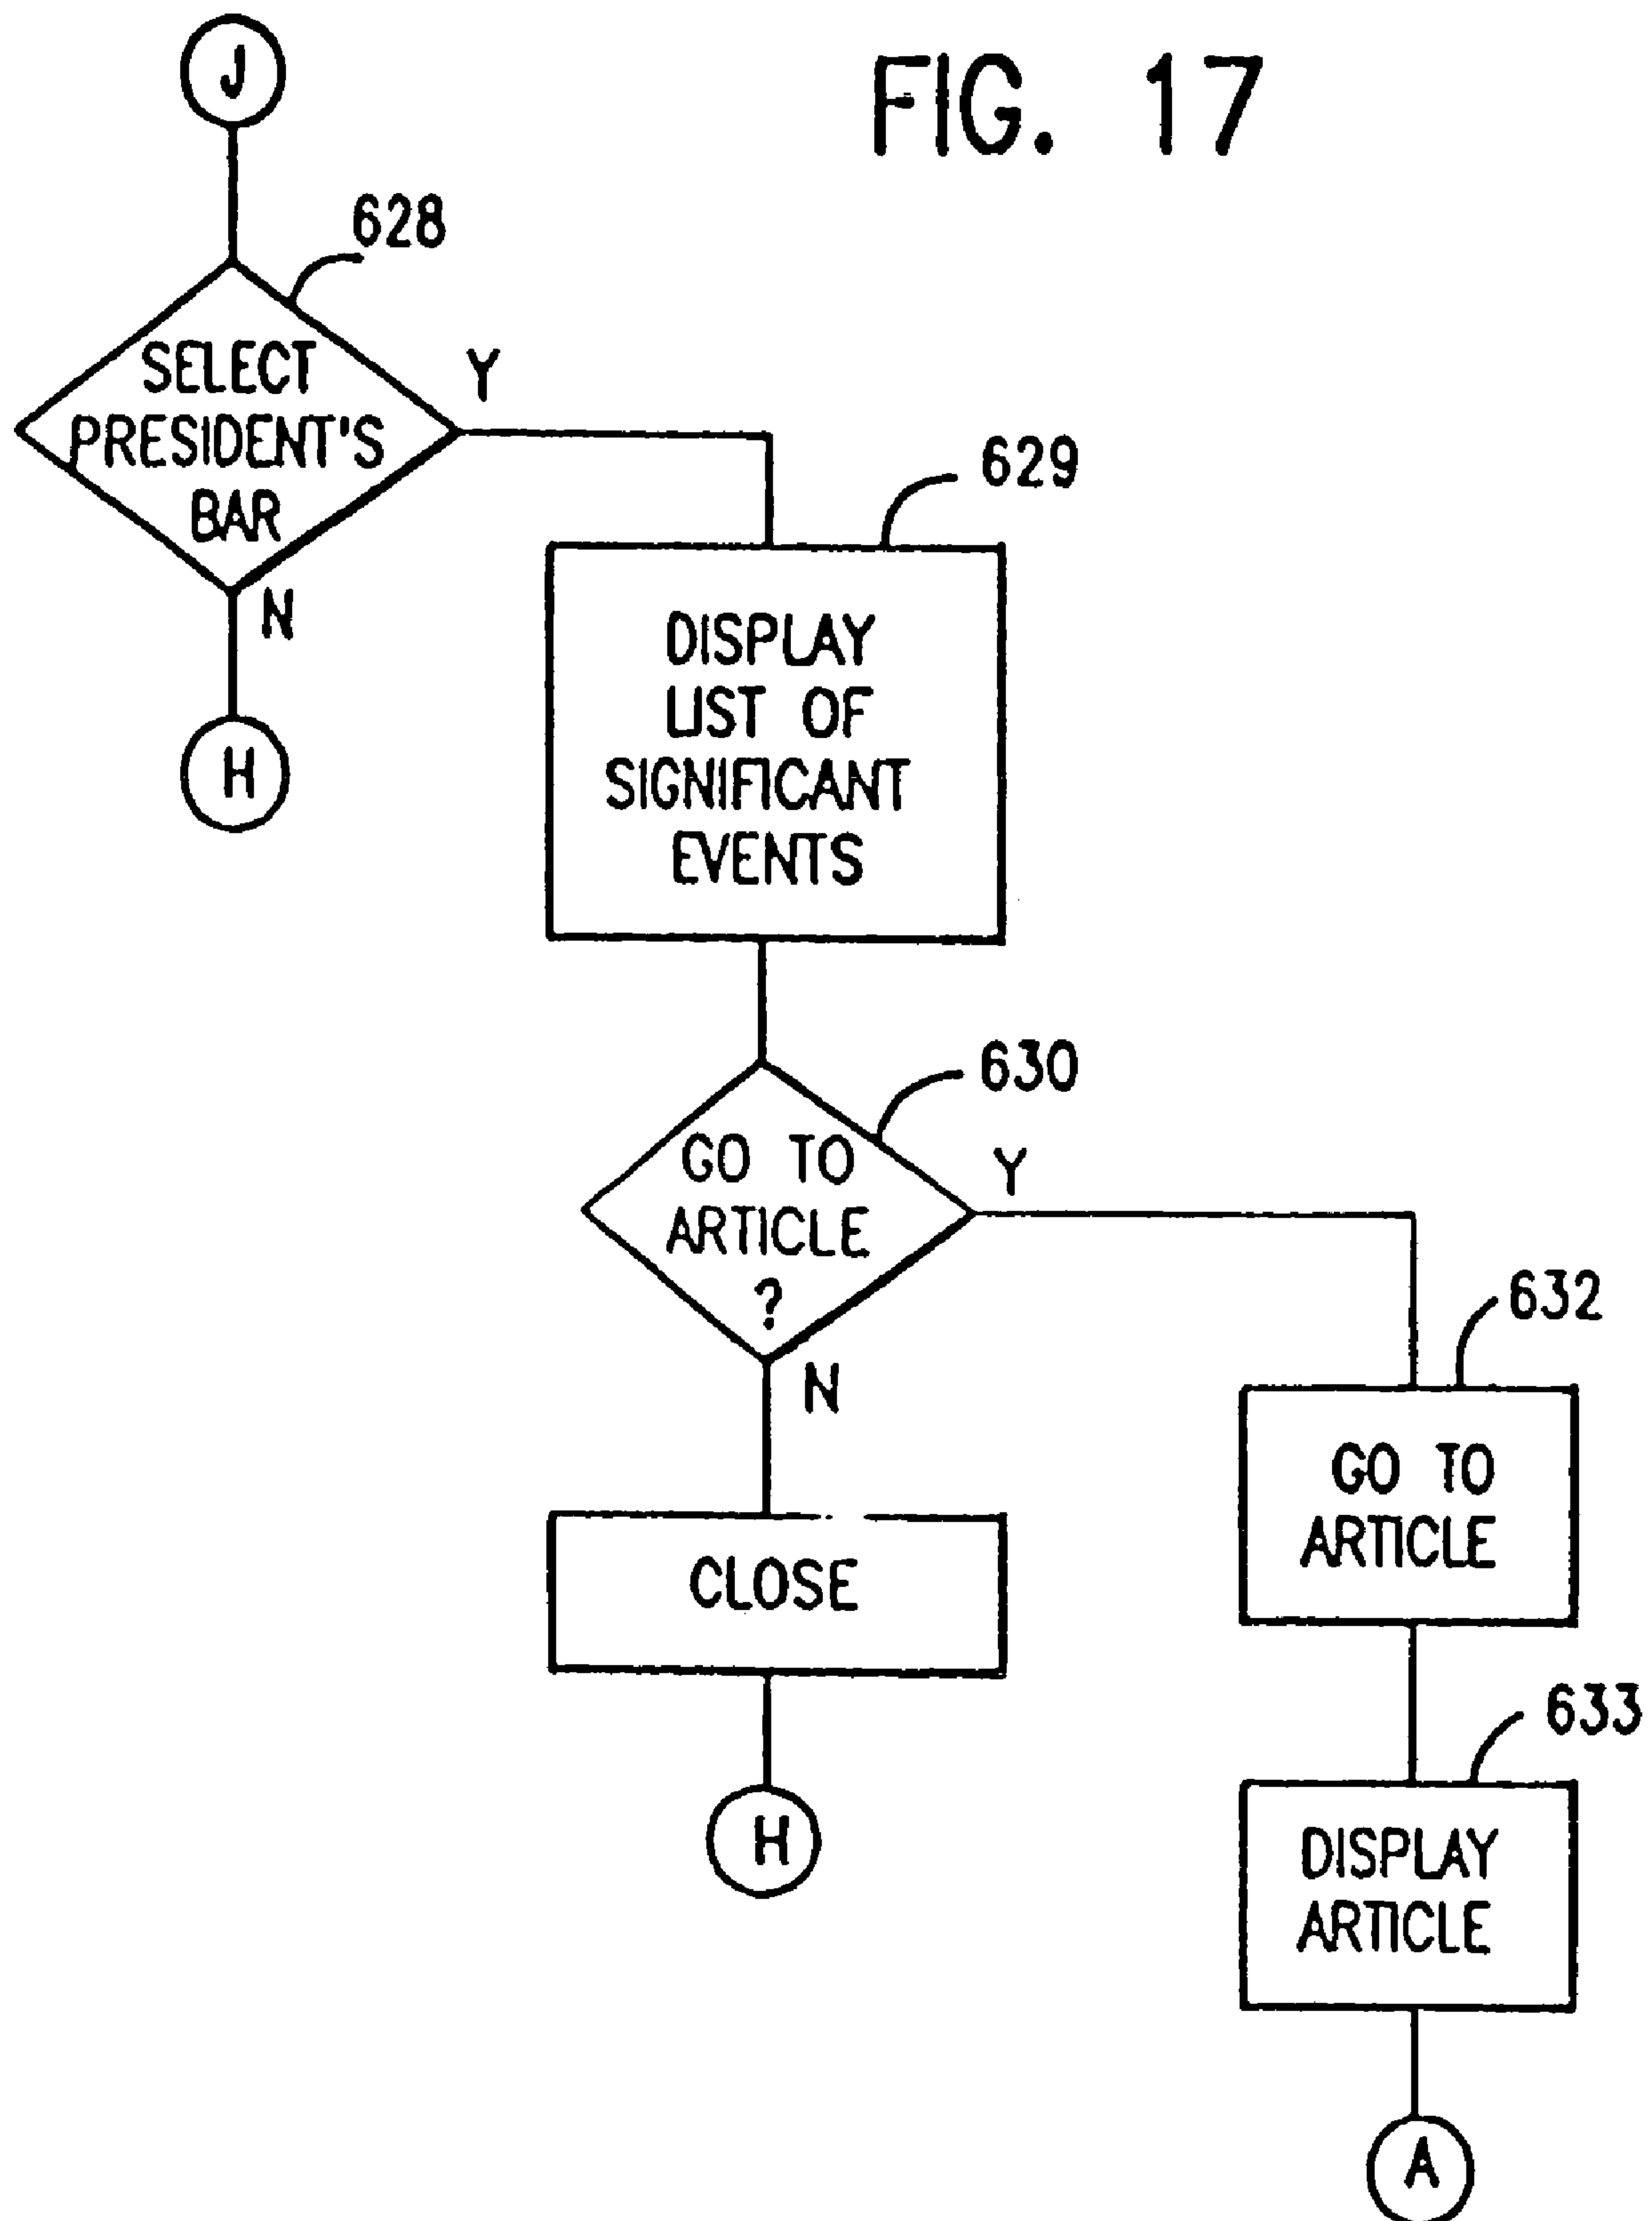 FIG. 17
J
628
SELECT
PRESIDENT'S
BAR
Y
N
H
629
DISPLAY
LIST OF
SIGNIFICANT
EVENTS
630
GO TO
ARTICLE
?
Y
N
CLOSE
H
632
GO TO
ARTICLE
633
DISPLAY
ARTICLE
A